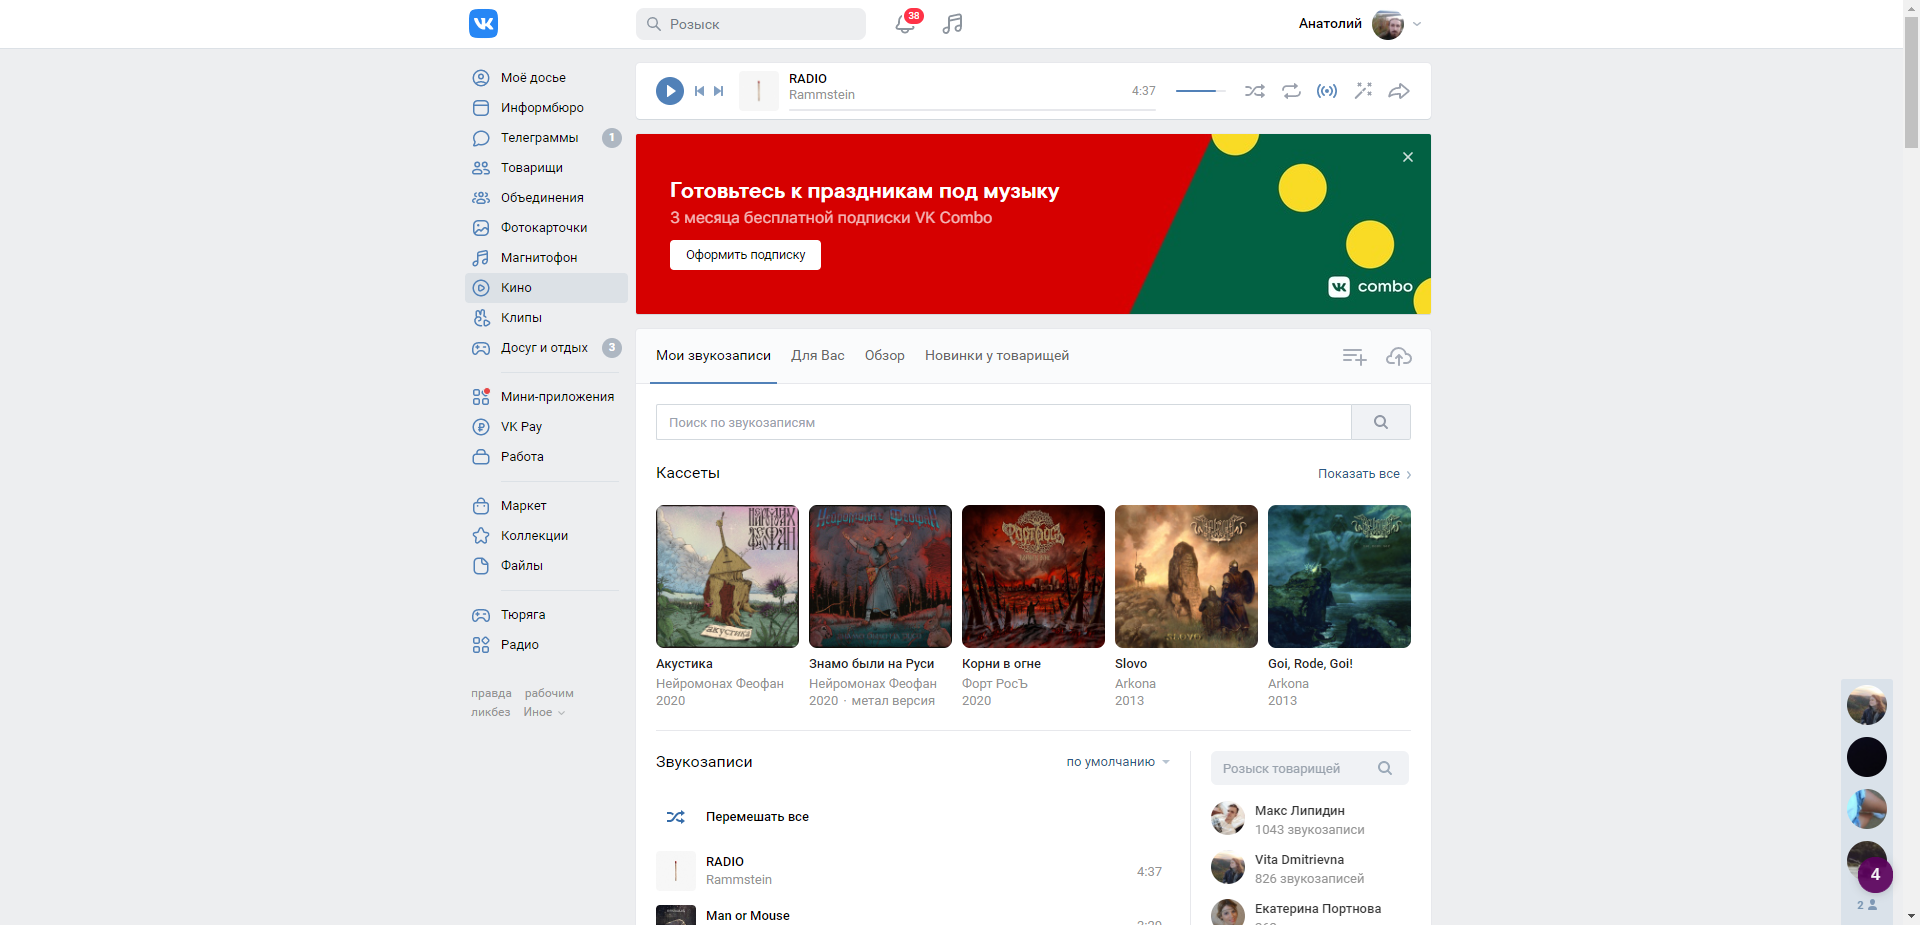 Розыск
38
Анатолий
Моё досье
Информбюро
Телеграммы 1
Товарищи
Объединения
Фотокарточки
Магнитофон
Кино
Клипы
Досуг и отдых 3
Мини-приложения
VK Pay
Работа
Маркет
Коллекции
Файлы
Тюряга
Радио
правда рабочим
ликбез Иное
RADIO
Rammstein
4:37
Готовьтесь к праздникам под музыку
3 месяца бесплатной подписки VK Combo
Оформить подписку
combo
Мои звукозаписи Для Вас Обзор Новинки у товарищей
Поиск по звукозаписям
Кассеты Показать все
акустика
Акустика
Нейромонах Феофан
2020
Знамо были на Руси
Нейромонах Феофан
2020 · метал версия
Корни в огне
Форт РосЪ
2020
Slovo
Arkona
2013
Goi, Rode, Goi!
Arkona
2013
Звукозаписи по умолчанию
Перемешать все
RADIO
Rammstein
4:37
Man or Mouse
Розыск товарищей
Макс Липидин
1043 звукозаписи
Vita Dmitrievna
826 звукозаписей
Екатерина Портнова
4
2